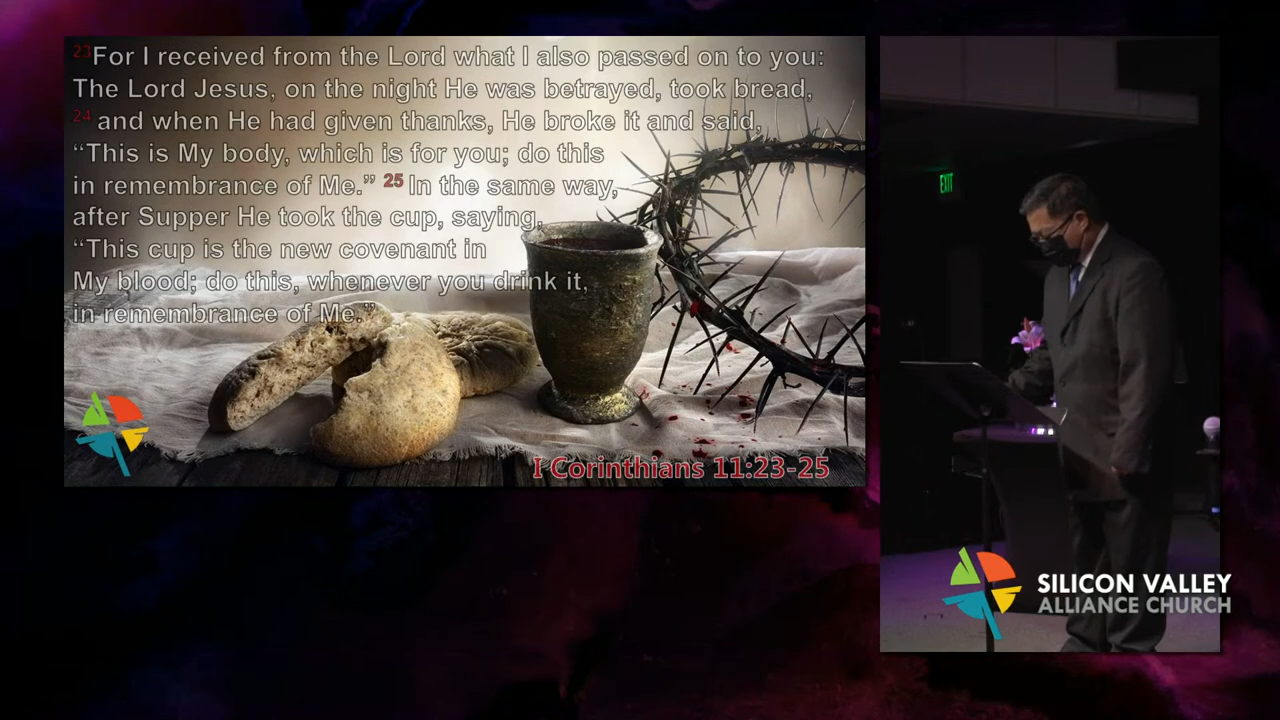 23For I received from the Lord what I also passed on to you:
The Lord Jesus, on the night He was betrayed, took bread,
24 and when He had given thanks, He broke it and said,
“This is My body, which is for you; do this
in remembrance of Me.” 25 In the same way,
after Supper He took the cup, saying,
“This cup is the new covenant in
My blood; do this, whenever you drink it,
in remembrance of Me.”
I Corinthians 11:23-25
EXIT
SILICON VALLEY
ALLIANCE CHURCH